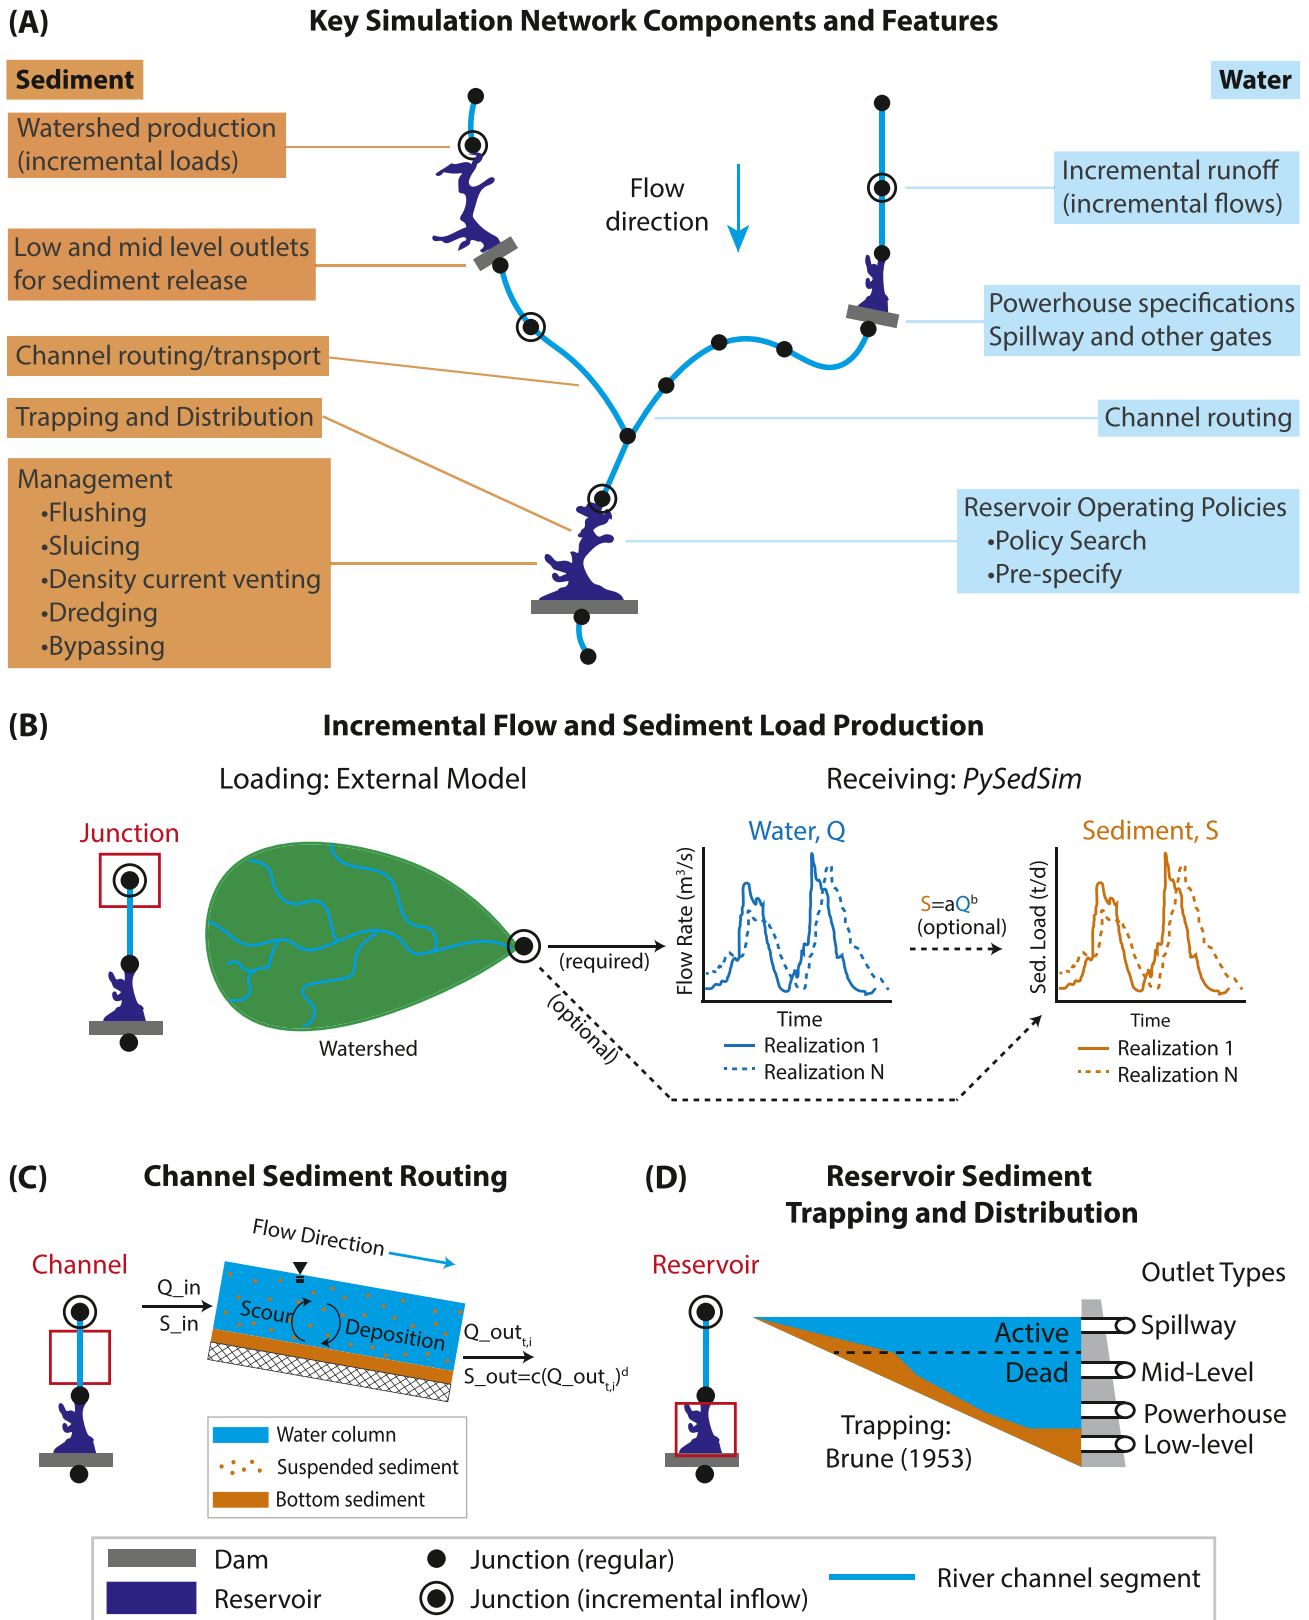 (A)
Key Simulation Network Components and Features
Sediment
Water
Watershed production
(incremental loads)
Low and mid level outlets
for sediment release
Channel routing/transport
Trapping and Distribution
Management
•Flushing
•Sluicing
•Density current venting
•Dredging
•Bypassing
Flow
direction
Incremental runoff
(incremental flows)
Powerhouse specifications
Spillway and other gates
Channel routing
Reservoir Operating Policies
•Policy Search
•Pre-specify
(B)
Incremental Flow and Sediment Load Production
Loading: External Model
Receiving: PySedSim
Junction
Watershed
(required)
(optional)
Water, Q
Flow Rate (m³/s)
Time
Realization 1
Realization N
S=aQᵇ
(optional)
Sediment, S
Sed. Load (t/d)
Time
Realization 1
Realization N
(C)
Channel Sediment Routing
Channel
Flow Direction
Q_in
S_in
Scour
Deposition
Q_out_t,i
S_out=c(Q_out_t,i)ᵈ
Water column
Suspended sediment
Bottom sediment
(D)
Reservoir Sediment
Trapping and Distribution
Reservoir
Outlet Types
Active
Dead
Spillway
Mid-Level
Powerhouse
Low-level
Trapping:
Brune (1953)
Dam
Reservoir
Junction (regular)
Junction (incremental inflow)
River channel segment